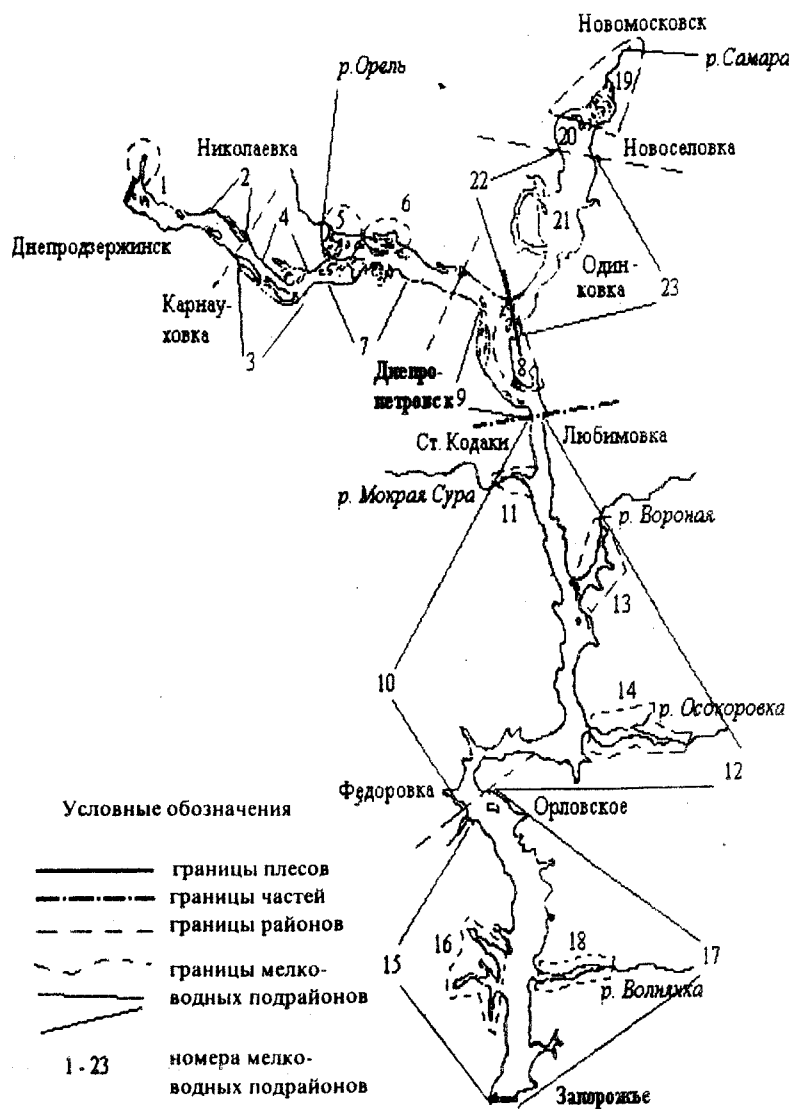 Новомосковск
р. Самара
р. Орель
19
20
Николаевка
Новоселовка
1
2
4
5
6
22
21
Днепродзержинск
Один-
ковка
23
Карнау-
ховка
3
7
Днепро-
петровск
8
9
Ст. Кодаки
Любимовка
р. Мокрая Сура
11
р. Вороная
13
10
14
р. Осокоровка
12
Федоровка
Орловское
Условные обозначения
границы плесов
границы частей
границы районов
границы мелко-
водных подрайонов
1 - 23
номера мелко-
водных подрайонов
15
16
18
17
р. Волнянка
Запорожье